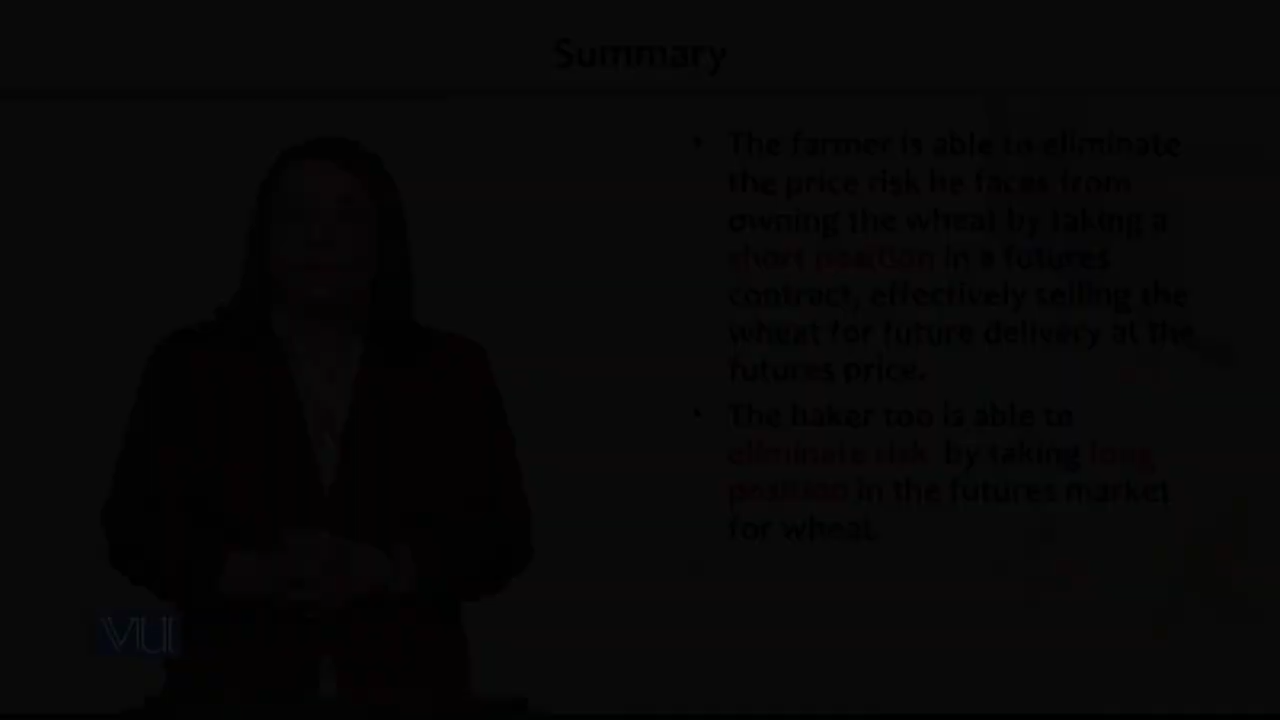 Summary
• The farmer is able to eliminate
the price risk he faces from
owning the wheat by taking a
short position in a futures
contract, effectively selling the
wheat for future delivery at the
futures price.
• The baker too is able to
eliminate risk by taking long
position in the futures market
for wheat.
VU